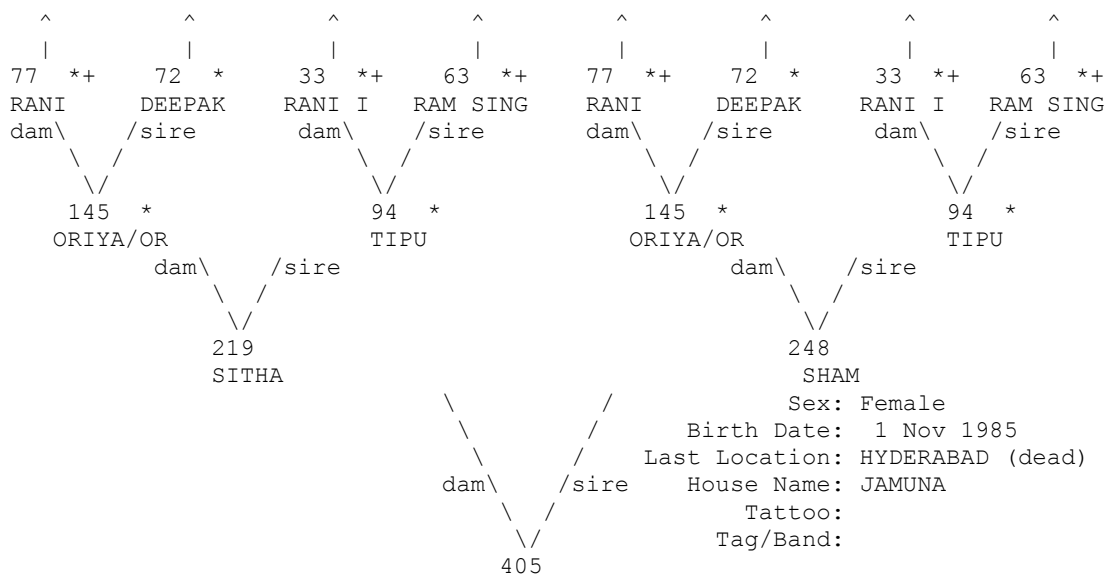 ^ ^ ^ ^ ^ ^ ^ ^
| | | | | | | |
77 *+ 72 * 33 *+ 63 *+ 77 *+ 72 * 33 *+ 63 *+
RANI DEEPAK RANI I RAM SING RANI DEEPAK RANI I RAM SING
dam\ /sire dam\ /sire dam\ /sire dam\ /sire
\ / \ / \ / \ /
\/ \/ \/ \/
145 * 94 * 145 * 94 *
ORIYA/OR TIPU ORIYA/OR TIPU
dam\ /sire dam\ /sire
\ / \ /
\/ \/
219 248
SITHA SHAM
\ / Sex: Female
\ / Birth Date: 1 Nov 1985
\ / Last Location: HYDERABAD (dead)
dam\ /sire House Name: JAMUNA
\ / Tattoo:
\/ Tag/Band:
405